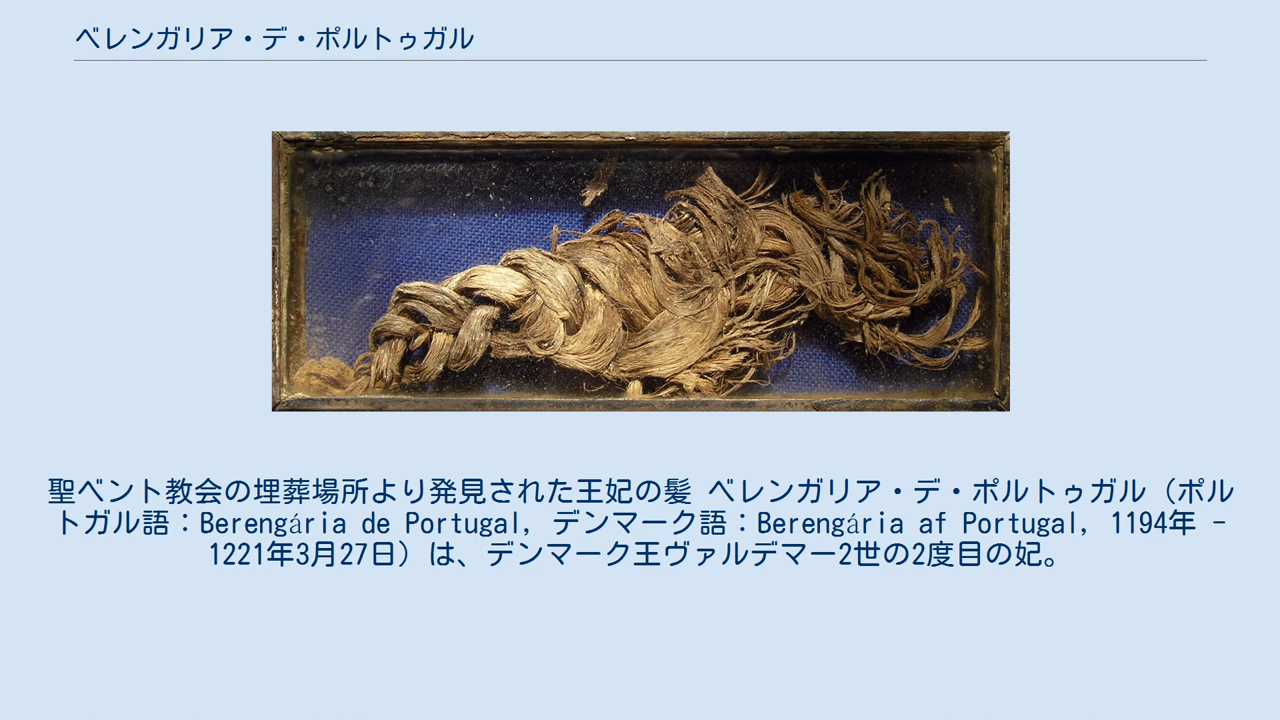 ベレンガリア・デ・ポルトゥガル
聖ベント教会の埋葬場所より発見された王妃の髪 ベレンガリア・デ・ポルトゥガル（ポル
トガル語：Berengária de Portugal, デンマーク語：Berengária af Portugal, 1194年 -
1221年3月27日）は、デンマーク王ヴァルデマー2世の2度目の妃。